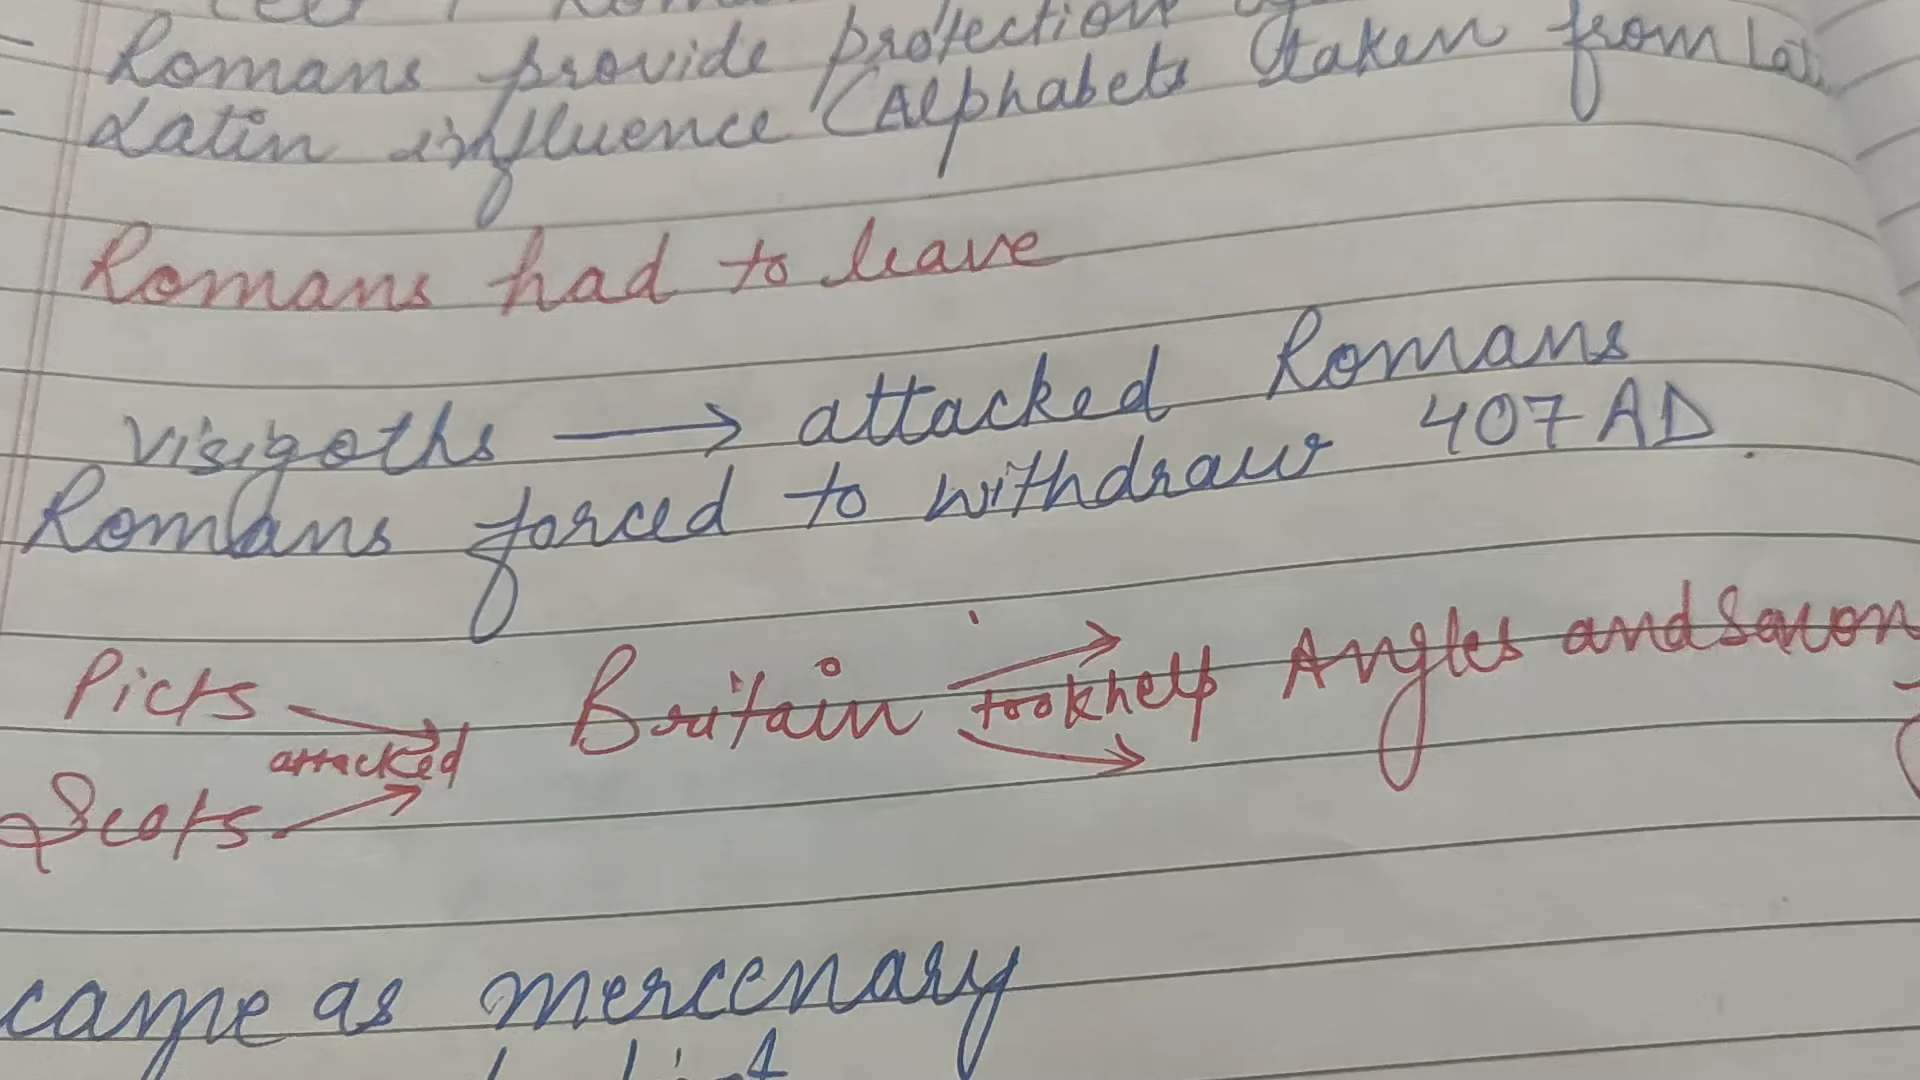 Romans provide protection
Latin influence (Alphabets taken from
Romans had to leave
Visigoths → attacked Romans
Romans forced to withdraw 407 AD
Picts → Britain took help Angles and Saxon
attacked
Scots →
came as mercenary